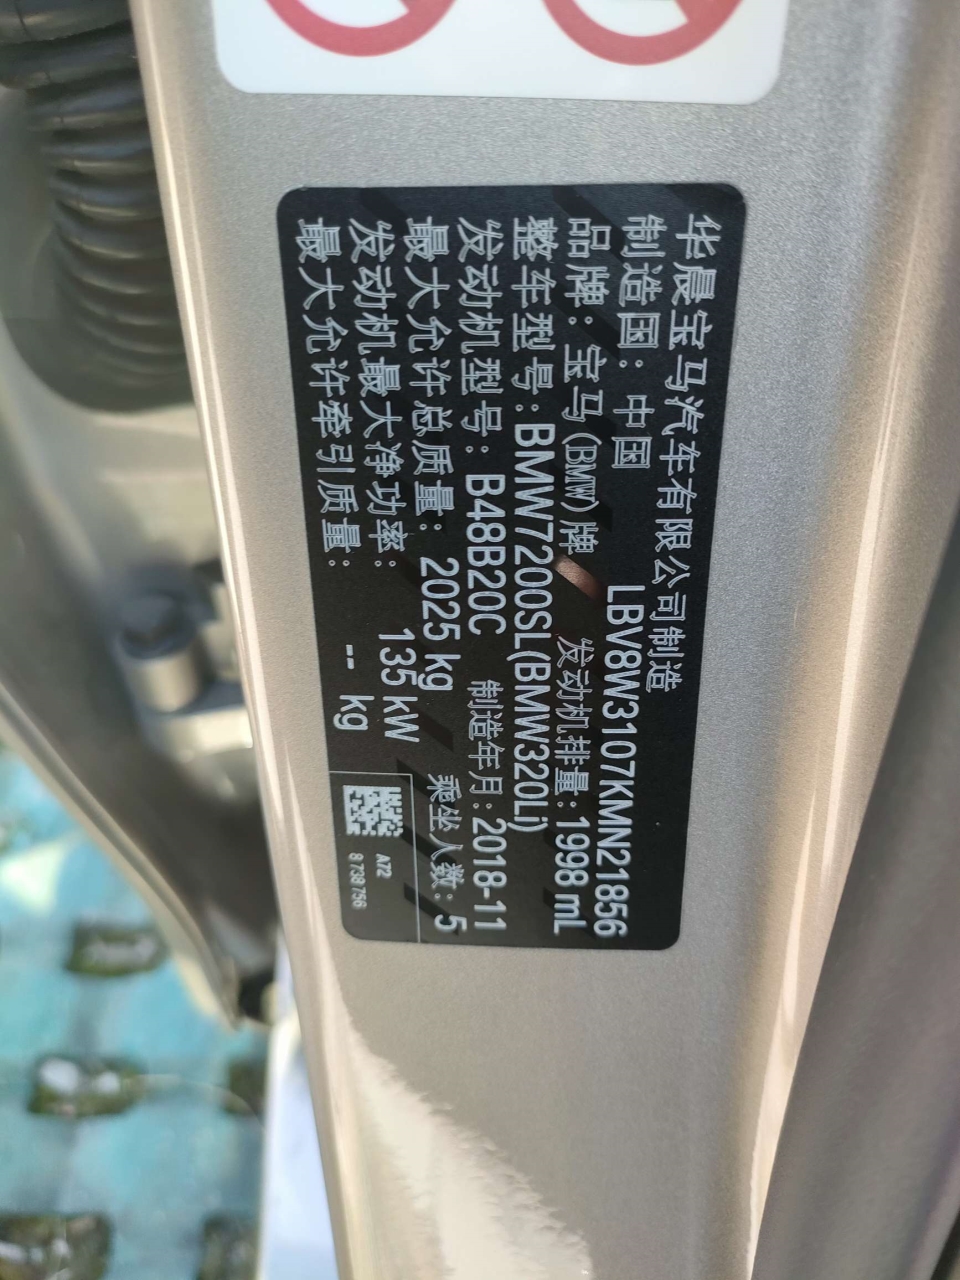 华晨宝马汽车有限公司制造
制造国：中国 LBV8W3107KMN21856
品牌：宝马(BMW)牌 发动机排量：1998 mL
整车型号：BMW7200SL(BMW320Li)
发动机型号：B48B20C 制造年月：2018-11
最大允许总质量：2025 kg 乘坐人数：5
发动机最大净功率：135 kW
最大允许牵引质量：-- kg
A72
8 738 756